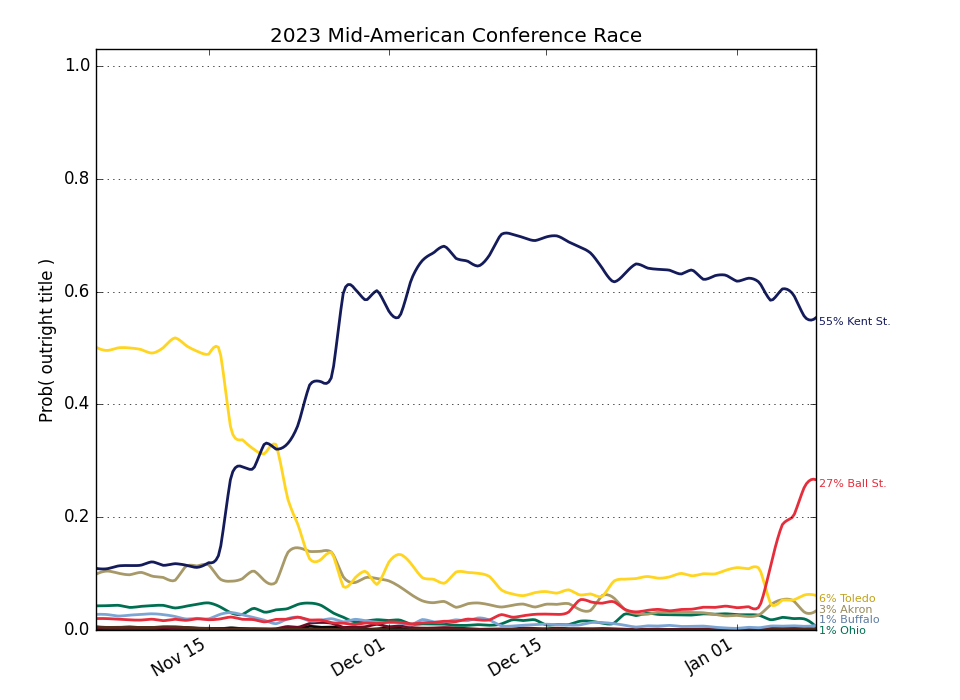 2023 Mid-American Conference Race
Prob( outright title )
1.0
0.8
0.6
0.4
0.2
0.0
Nov 15
Dec 01
Dec 15
Jan 01
55% Kent St.
27% Ball St.
6% Toledo
3% Akron
1% Buffalo
1% Ohio